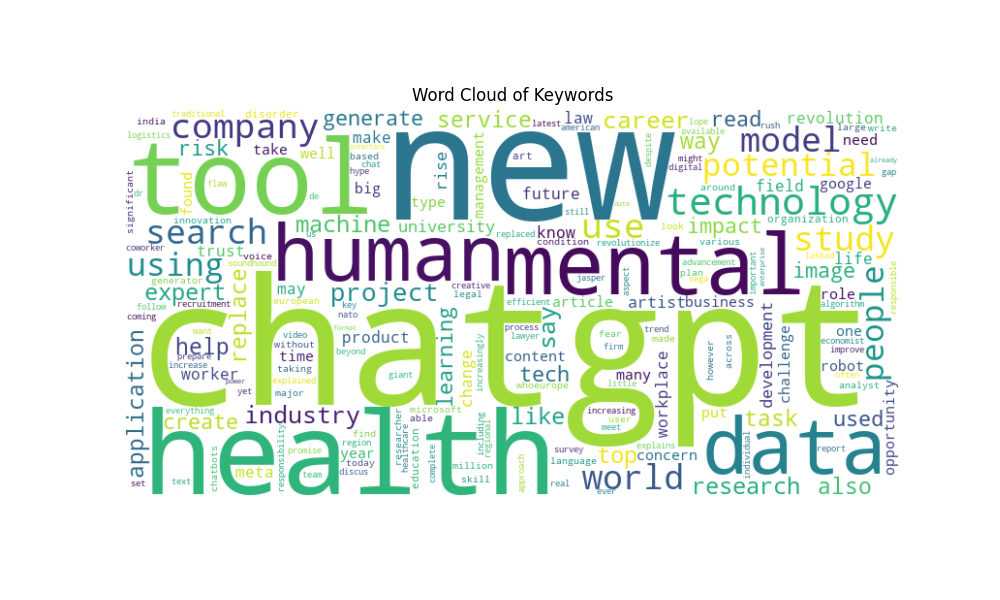 Word Cloud of Keywords
traditional
disorder
india
logistics
company
generate
service
latest
american
law
career
lope
rush
read
revolution
large
write
risk
take
well
make
based
chat
hype
big
rise
management
art
new
despite
way
available
might
digital
model
need
already
gap
tool
found
flaw
de
dr
significant
type
future
still
date
around
potential
technology
field
google
innovation
search
machine
university
know
use
impact
organization
coworker
trust
us
voice
replaced
condition
revolutionize
look
various
study
lakkad
life
using
soundhound
human
mental
jasper
aspect
advancement
plan
vega
important
enterprise
image
responsible
generator
expert
recruitment
may
project
creative
legal
european
efficient
article
artist
business
role
algorithm
people
follow
coming
nato
key
chatgpt
replace
want
video
without
format
beyond
product
learning
increasingly
process
lawyer
say
fear
firm
trend
made
however
across
development
challenge
one
economist
improve
robot
application
help
prepare
increase
worker
time
taking
content
tech
whoeurope
many
little
workplace
often
analyst
power
yet
explained
major
giant
change
everything
create
industry
microsoft
able
like
increasing
user
meet
put
task
used
opportunity
health
responsibility
promise
team
find
region
year
today
discus
researcher
healthcare
education
complete
including
regional
million
skill
approach
survey
language
real
ever
explains
top
concern
world
data
individual
report
research
also
meta
chatbots
text
set